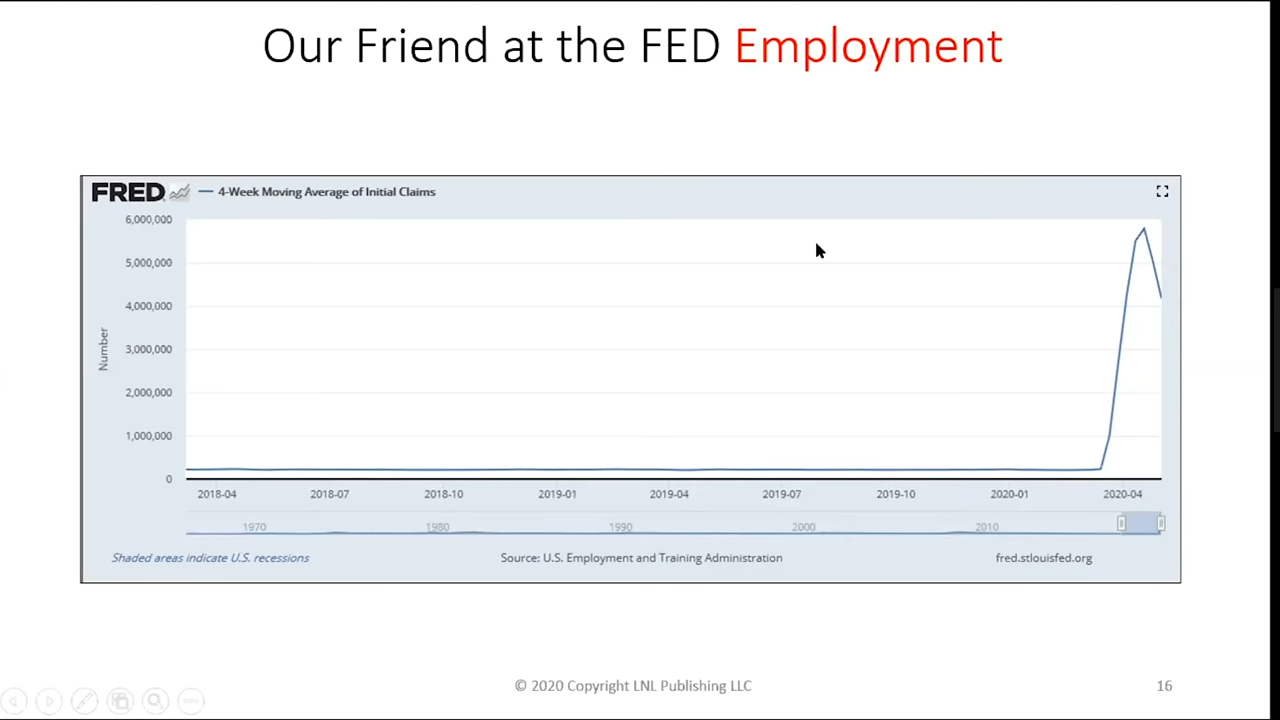 Our Friend at the FED Employment
FRED — 4-Week Moving Average of Initial Claims
6,000,000
5,000,000
4,000,000
3,000,000
2,000,000
1,000,000
0
Number
2018-04 2018-07 2018-10 2019-01 2019-04 2019-07 2019-10 2020-01 2020-04
1970 1980 1990 2000 2010
Shaded areas indicate U.S. recessions Source: U.S. Employment and Training Administration fred.stlouisfed.org
© 2020 Copyright LNL Publishing LLC 16